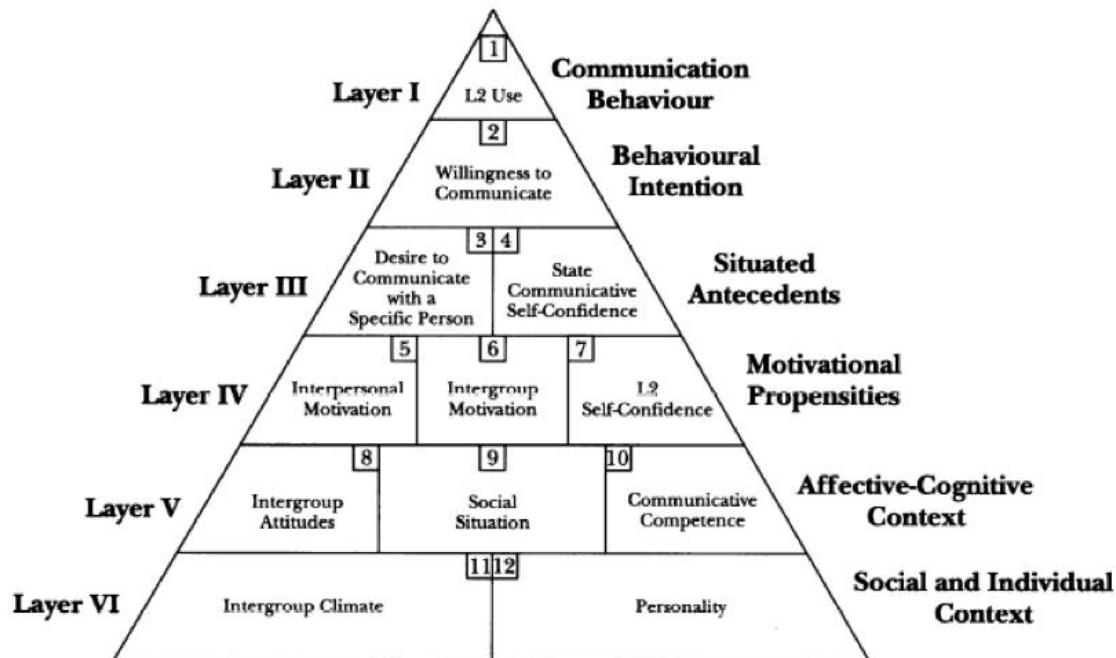 1
Layer I
L2 Use
Communication
Behaviour
2
Layer II
Willingness to
Communicate
Behavioural
Intention
3 4
Layer III
Desire to
Communicate
with a
Specific Person
State
Communicative
Self-Confidence
Situated
Antecedents
5 6 7
Layer IV
Interpersonal
Motivation
Intergroup
Motivation
L2
Self-Confidence
Motivational
Propensities
8 9 10
Layer V
Intergroup
Attitudes
Social
Situation
Communicative
Competence
Affective-Cognitive
Context
11 12
Layer VI
Intergroup Climate
Personality
Social and Individual
Context